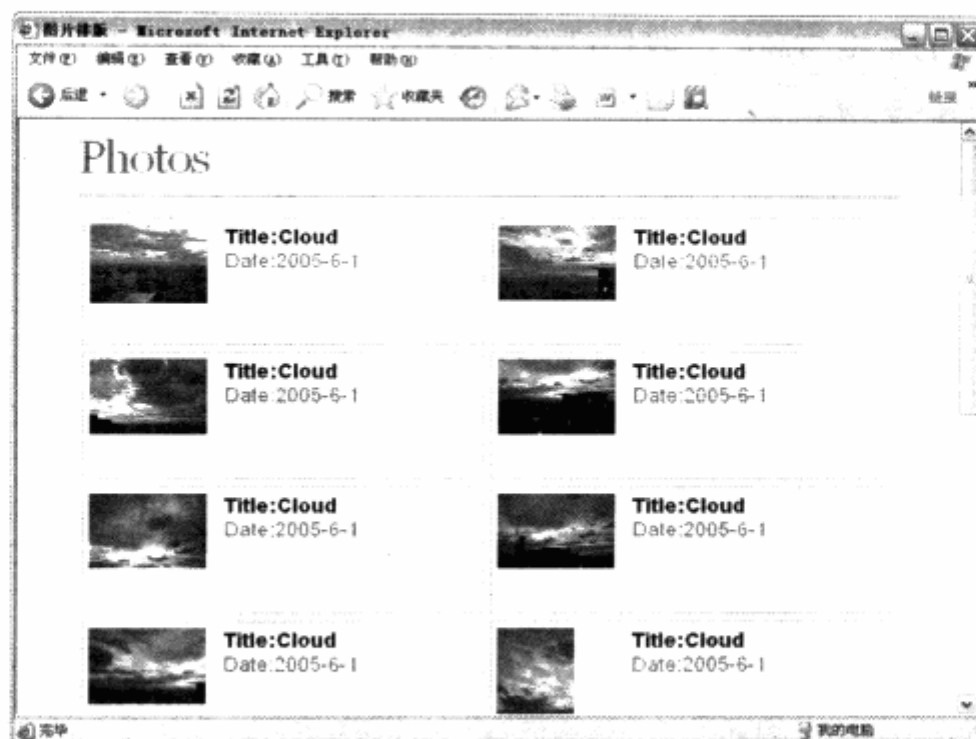 图片排版 - Microsoft Internet Explorer
文件(F) 编辑(E) 查看(V) 收藏(A) 工具(T) 帮助(H)
后退 搜索 收藏夹 链接
Photos
Title:Cloud
Date:2005-6-1
Title:Cloud
Date:2005-6-1
Title:Cloud
Date:2005-6-1
Title:Cloud
Date:2005-6-1
Title:Cloud
Date:2005-6-1
Title:Cloud
Date:2005-6-1
Title:Cloud
Date:2005-6-1
Title:Cloud
Date:2005-6-1
完毕 我的电脑